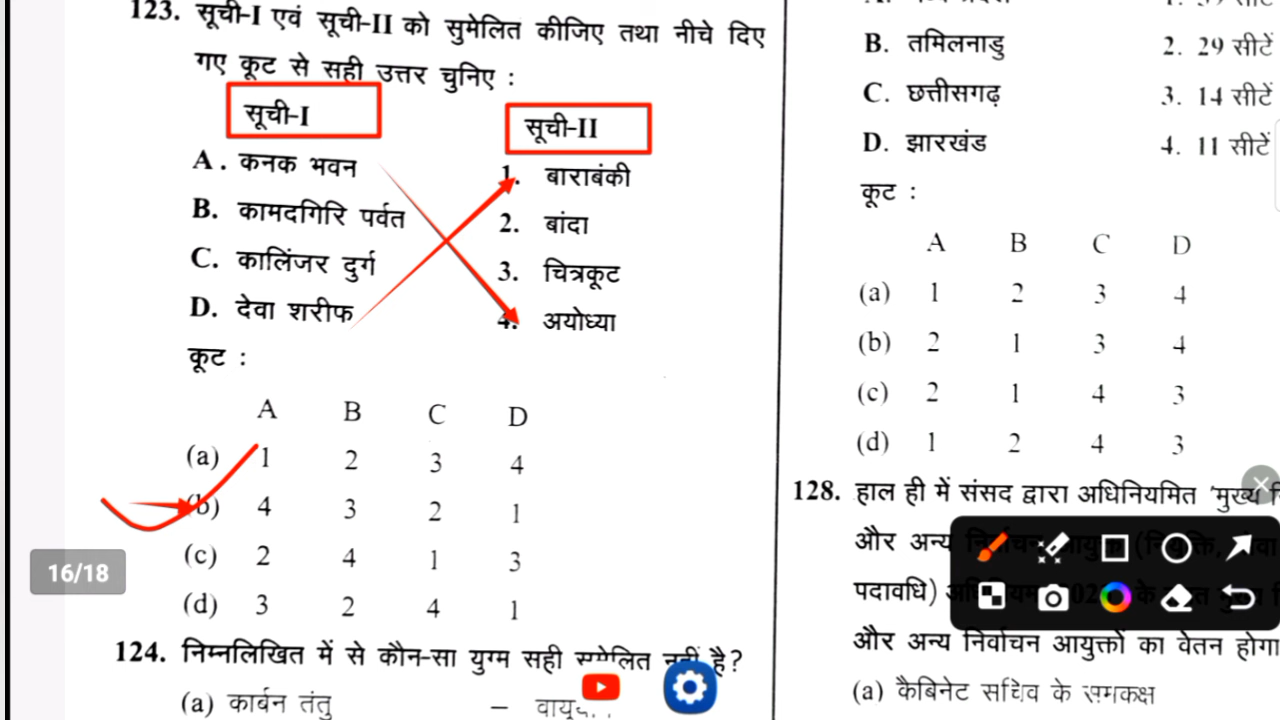 123. सूची-I एवं सूची-II को सुमेलित कीजिए तथा नीचे दिए
गए कूट से सही उत्तर चुनिए :
सूची-I सूची-II
A. कनक भवन 1. बाराबंकी
B. कामदगिरि पर्वत 2. बांदा
C. कालिंजर दुर्ग 3. चित्रकूट
D. देवा शरीफ 4. अयोध्या
कूट :
A B C D
(a) 1 2 3 4
(b) 4 3 2 1
(c) 2 4 1 3
(d) 3 2 4 1
124. निम्नलिखित में से कौन-सा युग्म सही सुमेलित नहीं है?
(a) कार्बन तंतु –
16/18
B. तमिलनाडु 2. 29 सीटें
C. छत्तीसगढ़ 3. 14 सीटें
D. झारखंड 4. 11 सीटें
कूट :
A B C D
(a) 1 2 3 4
(b) 2 1 3 4
(c) 2 1 4 3
(d) 1 2 4 3
128. हाल ही में संसद द्वारा अधिनियमित 'मुख्य
और अन्य
पदावधि)
और अन्य निर्वाचन आयुक्तों का वेतन होगा
(a) कैबिनेट सचिव के समकक्ष